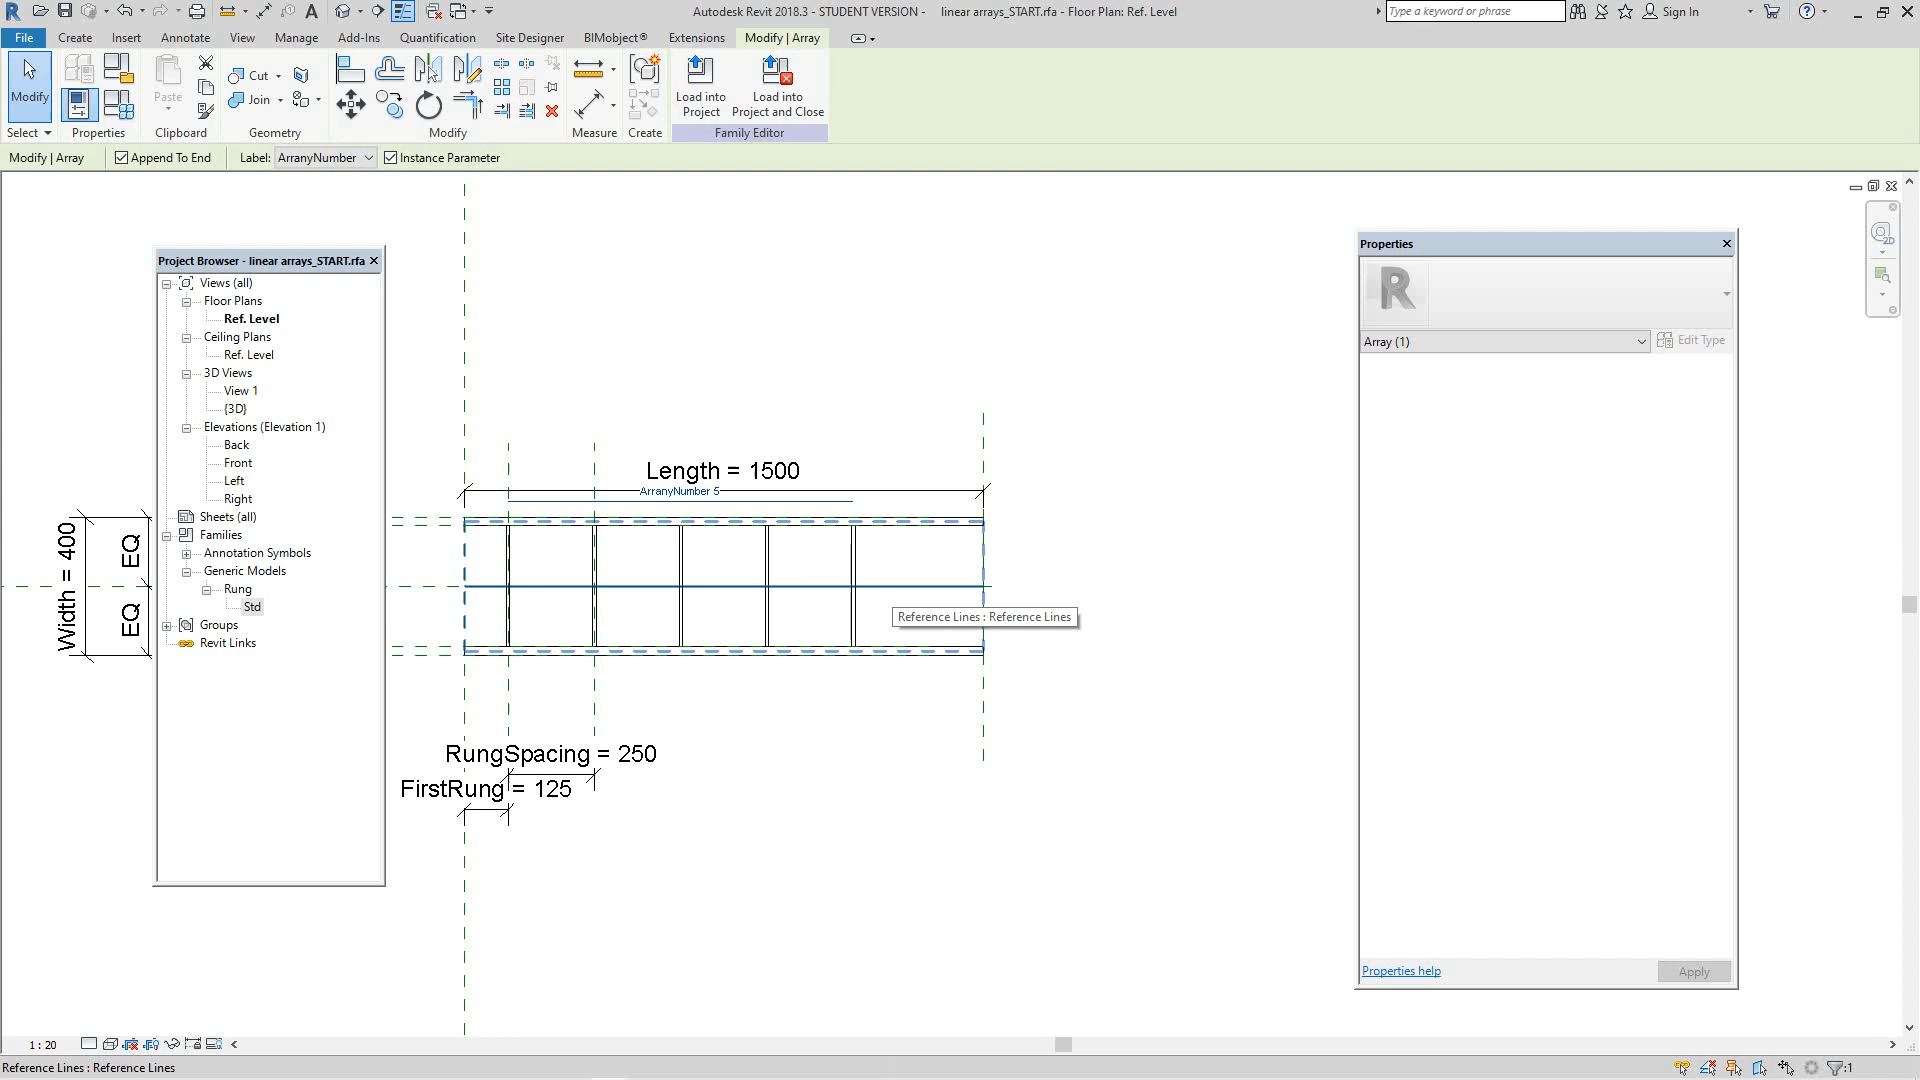 Autodesk Revit 2018.3 - STUDENT VERSION - linear arrays_START.rfa - Floor Plan: Ref. Level
Type a keyword or phrase
Sign In
File Create Insert Annotate View Manage Add-Ins Quantification Site Designer BIMobject® Extensions Modify | Array
Modify
Paste
Cut
Join
Load into Project
Load into Project and Close
Select Properties Clipboard Geometry Modify Measure Create Family Editor
Modify | Array Append To End Label: ArranyNumber Instance Parameter
Project Browser - linear arrays_START.rfa
Views (all)
Floor Plans
Ref. Level
Ceiling Plans
Ref. Level
3D Views
View 1
{3D}
Elevations (Elevation 1)
Back
Front
Left
Right
Sheets (all)
Families
Annotation Symbols
Generic Models
Rung
Std
Groups
Revit Links
Width = 400
EQ
EQ
Length = 1500
ArranyNumber 5
Reference Lines : Reference Lines
RungSpacing = 250
FirstRung = 125
Properties
R
Array (1)
Edit Type
Properties help
Apply
2D
1 : 20
Reference Lines : Reference Lines
:1